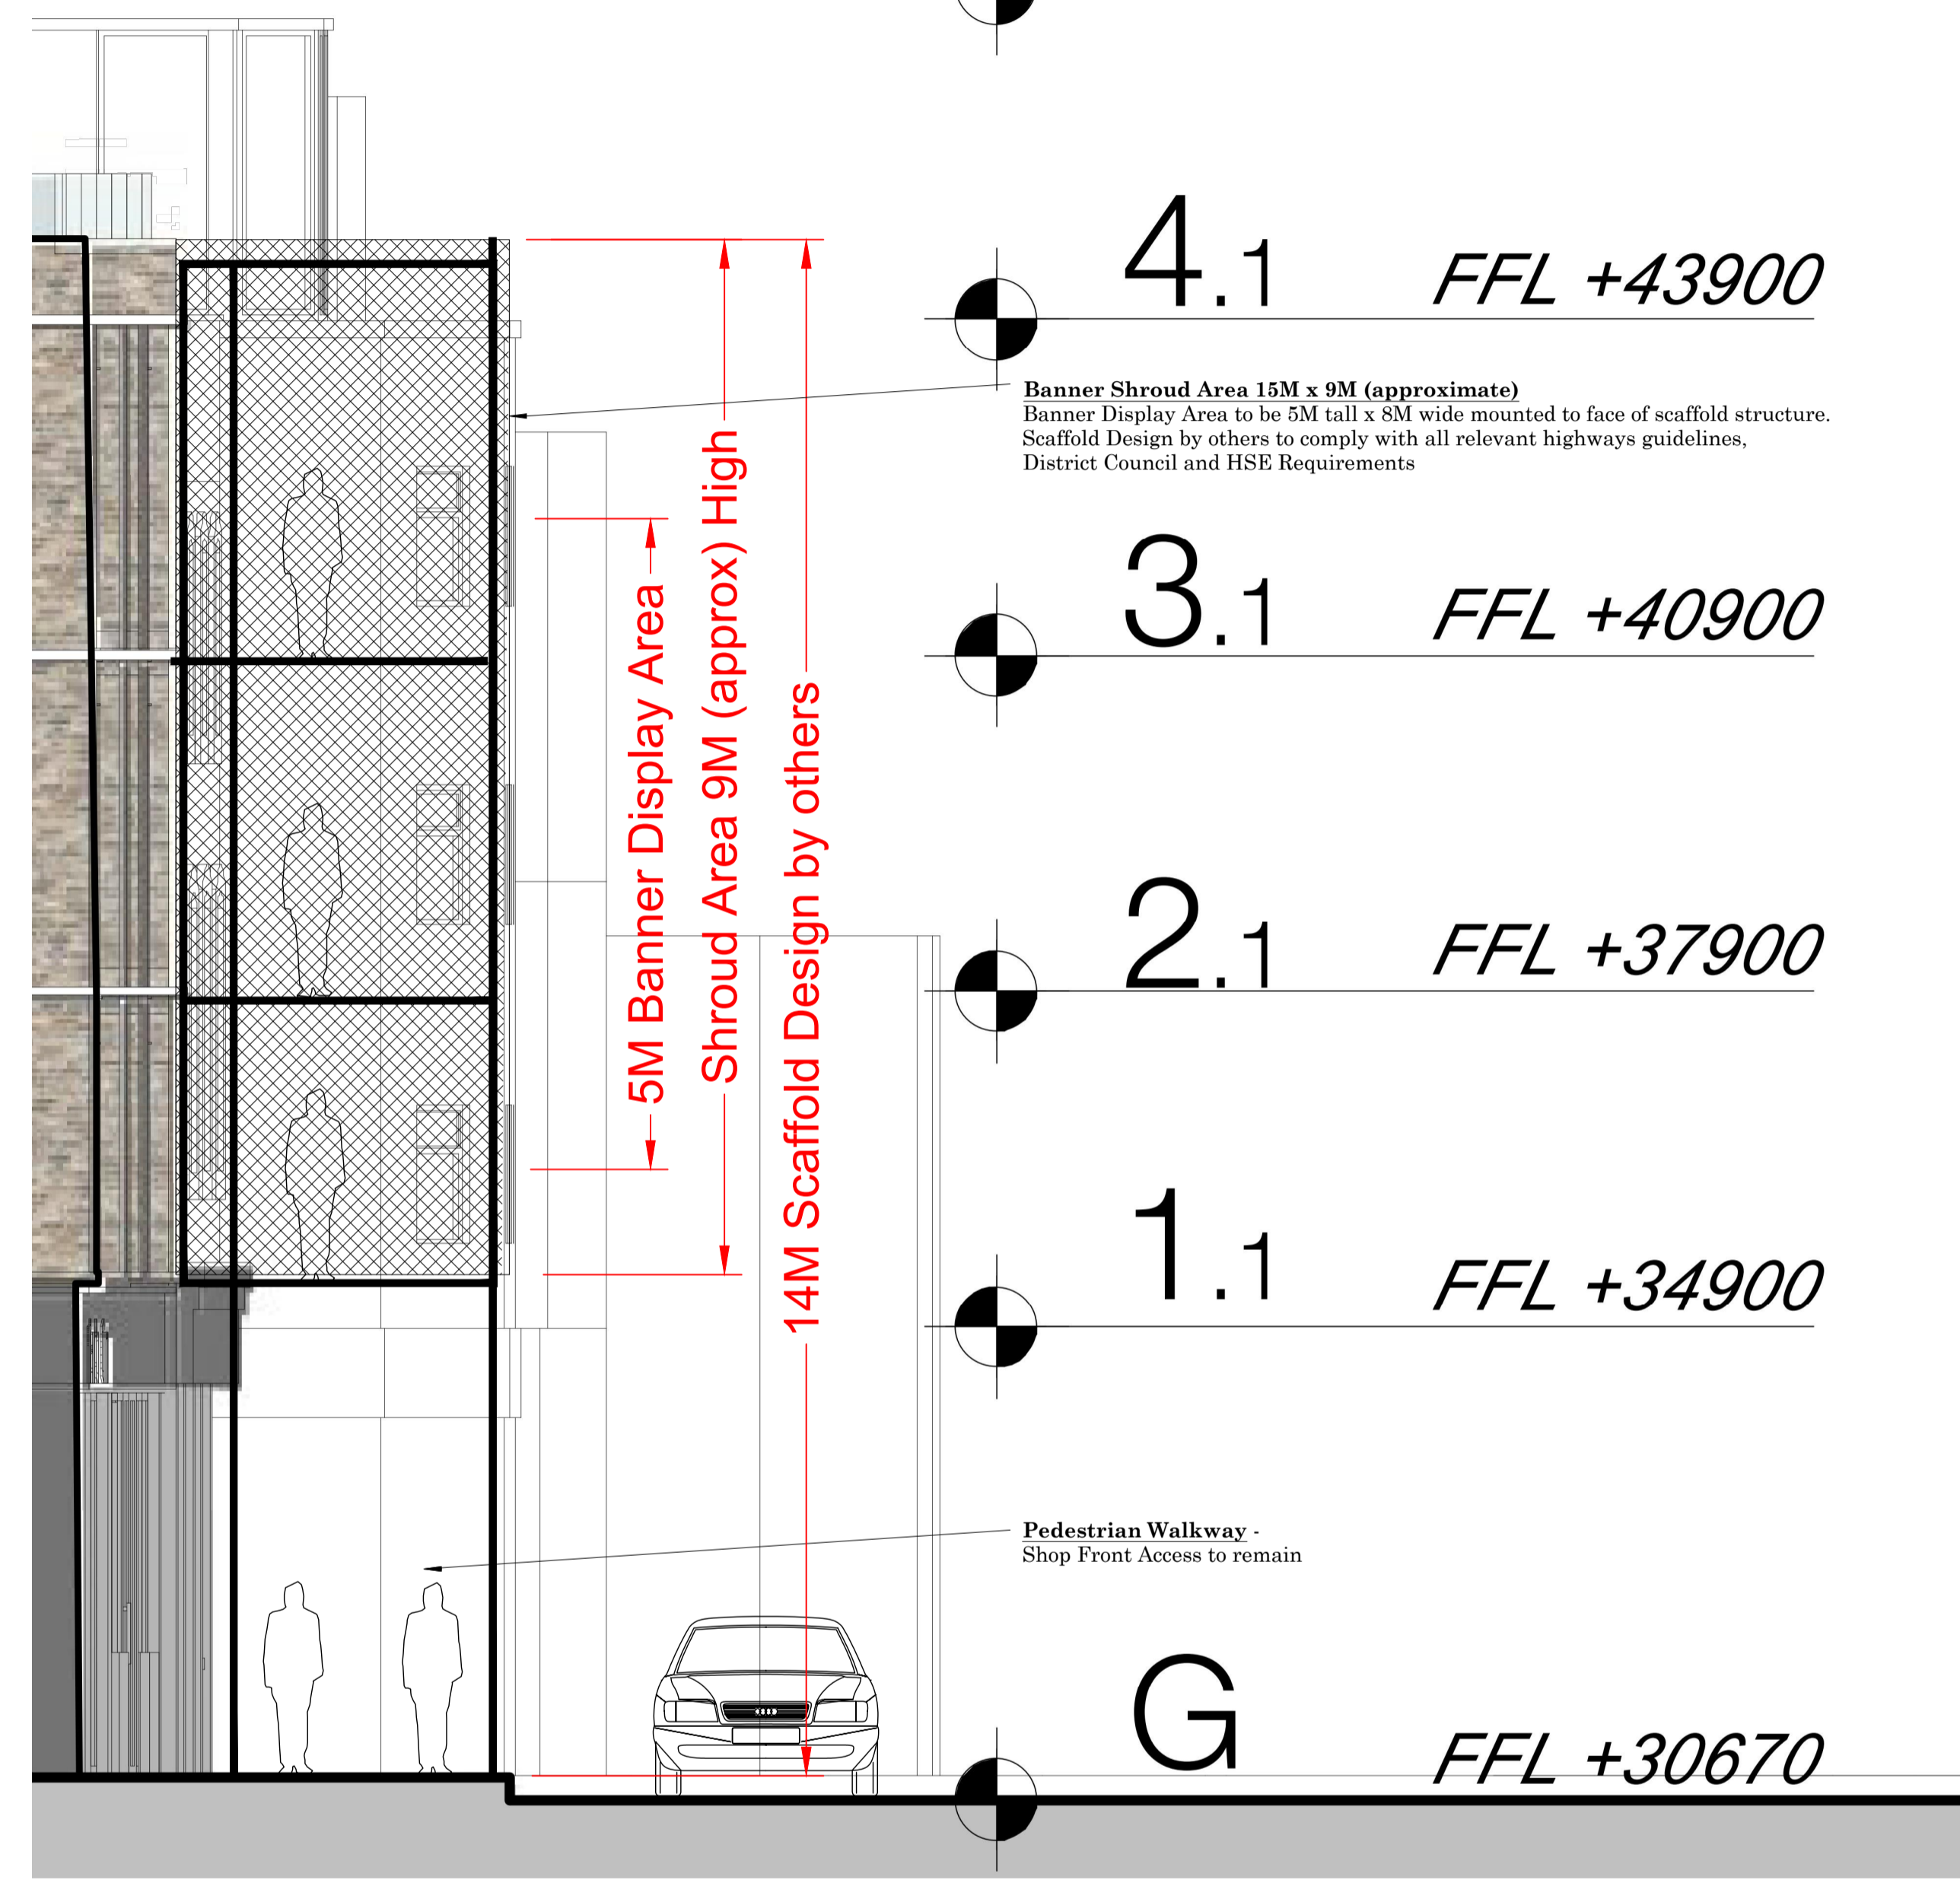 4.1 FFL +43900
Banner Shroud Area 15M x 9M (approximate)
Banner Display Area to be 5M tall x 8M wide mounted to face of scaffold structure.
Scaffold Design by others to comply with all relevant highways guidelines,
District Council and HSE Requirements
3.1 FFL +40900
5M Banner Display Area
Shroud Area 9M (approx) High
14M Scaffold Design by others
2.1 FFL +37900
1.1 FFL +34900
Pedestrian Walkway -
Shop Front Access to remain
G FFL +30670